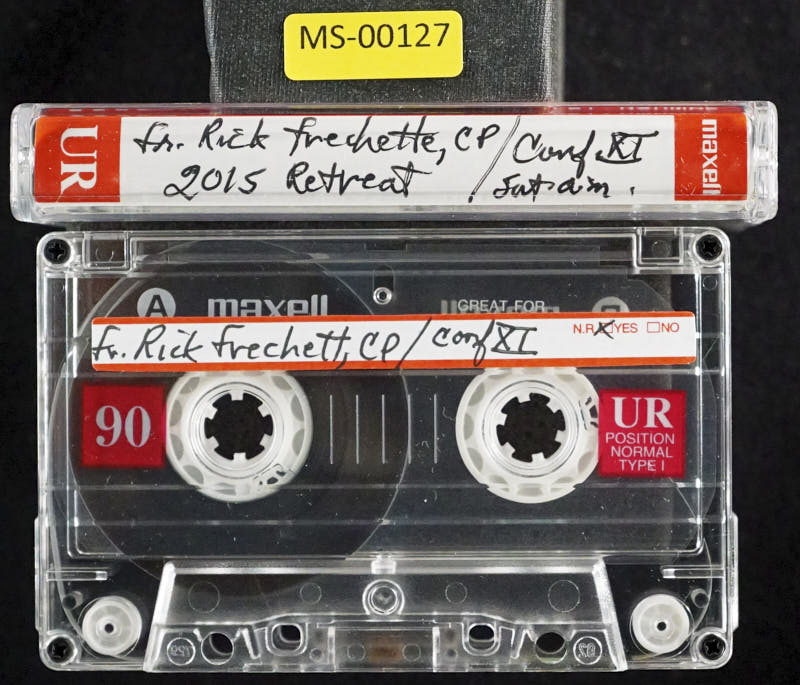 MS-00127
UR
Fr. Rick Frechette, CP / Conf XI
2015 Retreat / Sat. a.m.
maxell
A maxell
GREAT FOR
Fr. Rick Frechett, CP / Conf XI
N.R. YES NO
90
UR
POSITION
NORMAL
TYPE I